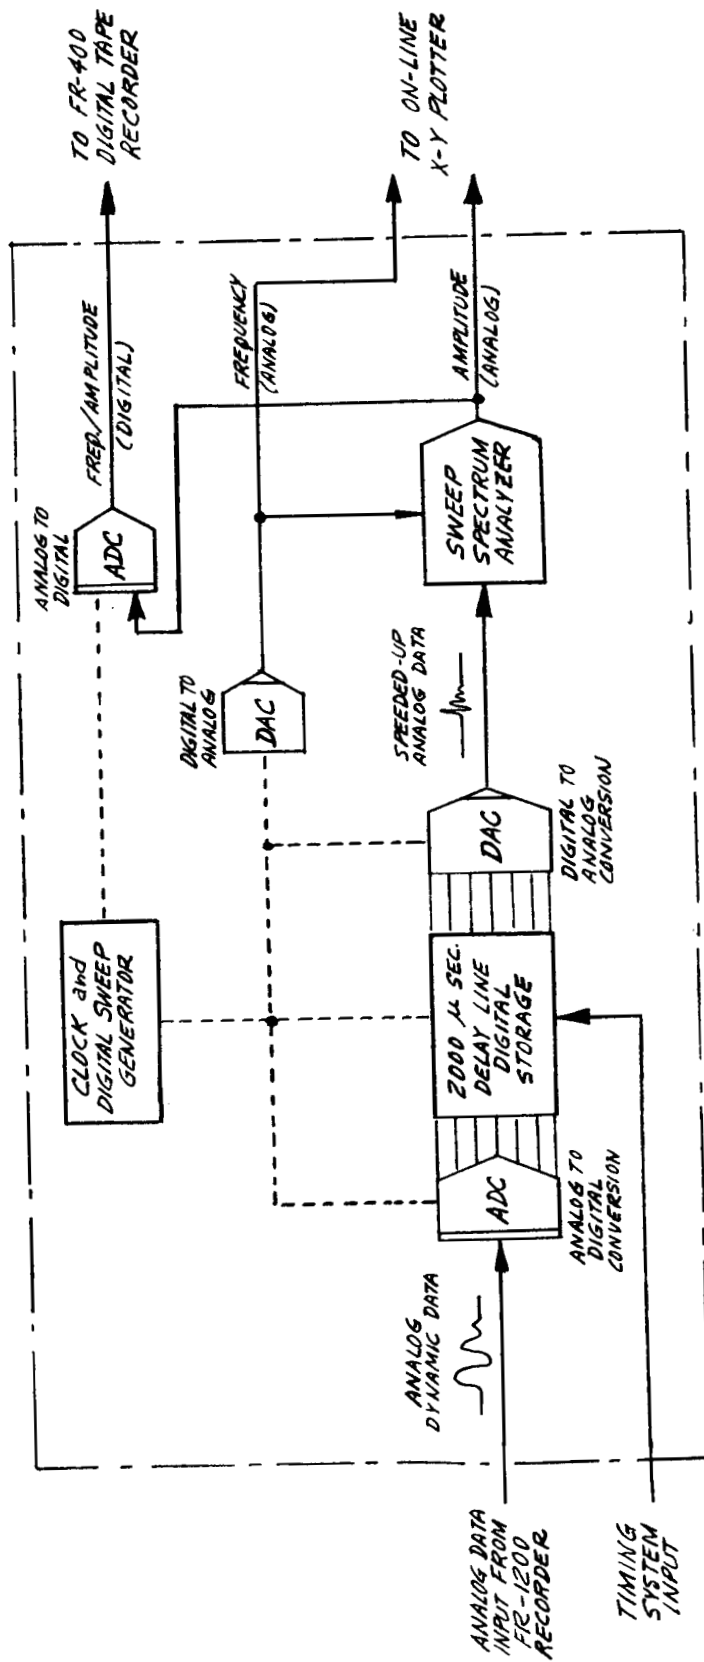 TO FR-400
DIGITAL TAPE
RECORDER
FREQ./AMPLITUDE
(DIGITAL)
ANALOG TO
DIGITAL
ADC
CLOCK and
DIGITAL SWEEP
GENERATOR
TO ON-LINE
X-Y PLOTTER
FREQUENCY
(ANALOG)
DIGITAL TO
ANALOG
DAC
AMPLITUDE
(ANALOG)
SWEEP
SPECTRUM
ANALYZER
SPEEDED-UP
ANALOG DATA
DAC
DIGITAL TO
ANALOG
CONVERSION
2000 μ SEC.
DELAY LINE
DIGITAL
STORAGE
ADC
ANALOG TO
DIGITAL
CONVERSION
ANALOG
DYNAMIC DATA
ANALOG DATA
INPUT FROM
FR-1200
RECORDER
TIMING
SYSTEM
INPUT